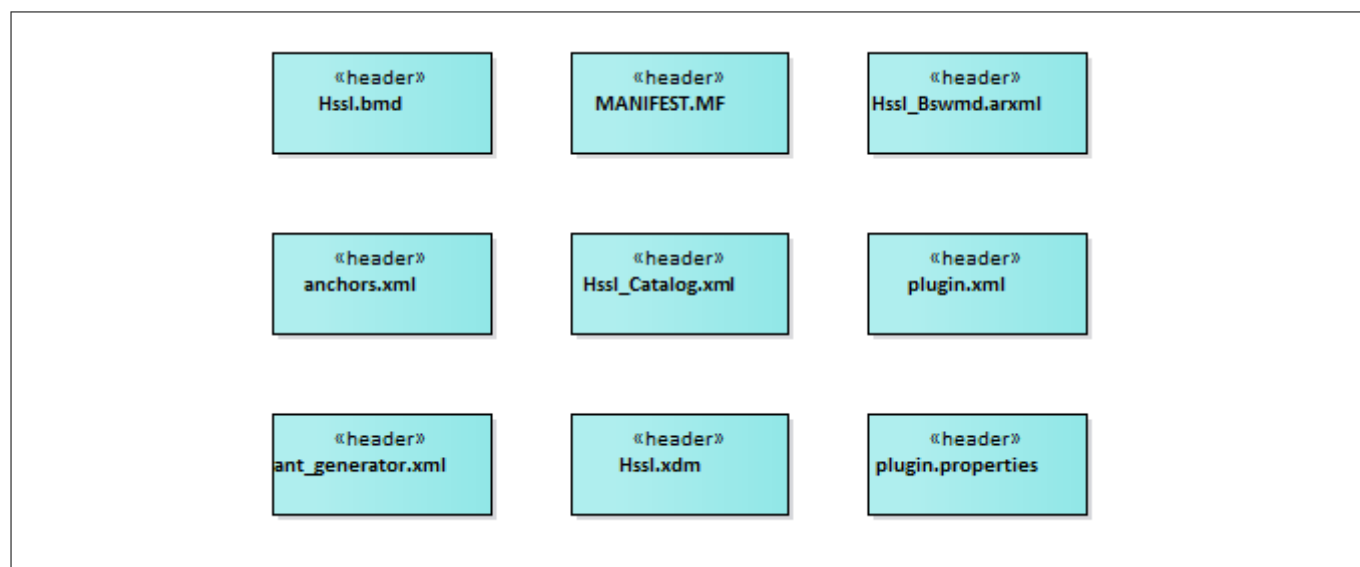 «header»
Hssl.bmd
«header»
MANIFEST.MF
«header»
Hssl_Bswmd.arxml
«header»
anchors.xml
«header»
Hssl_Catalog.xml
«header»
plugin.xml
«header»
ant_generator.xml
«header»
Hssl.xdm
«header»
plugin.properties